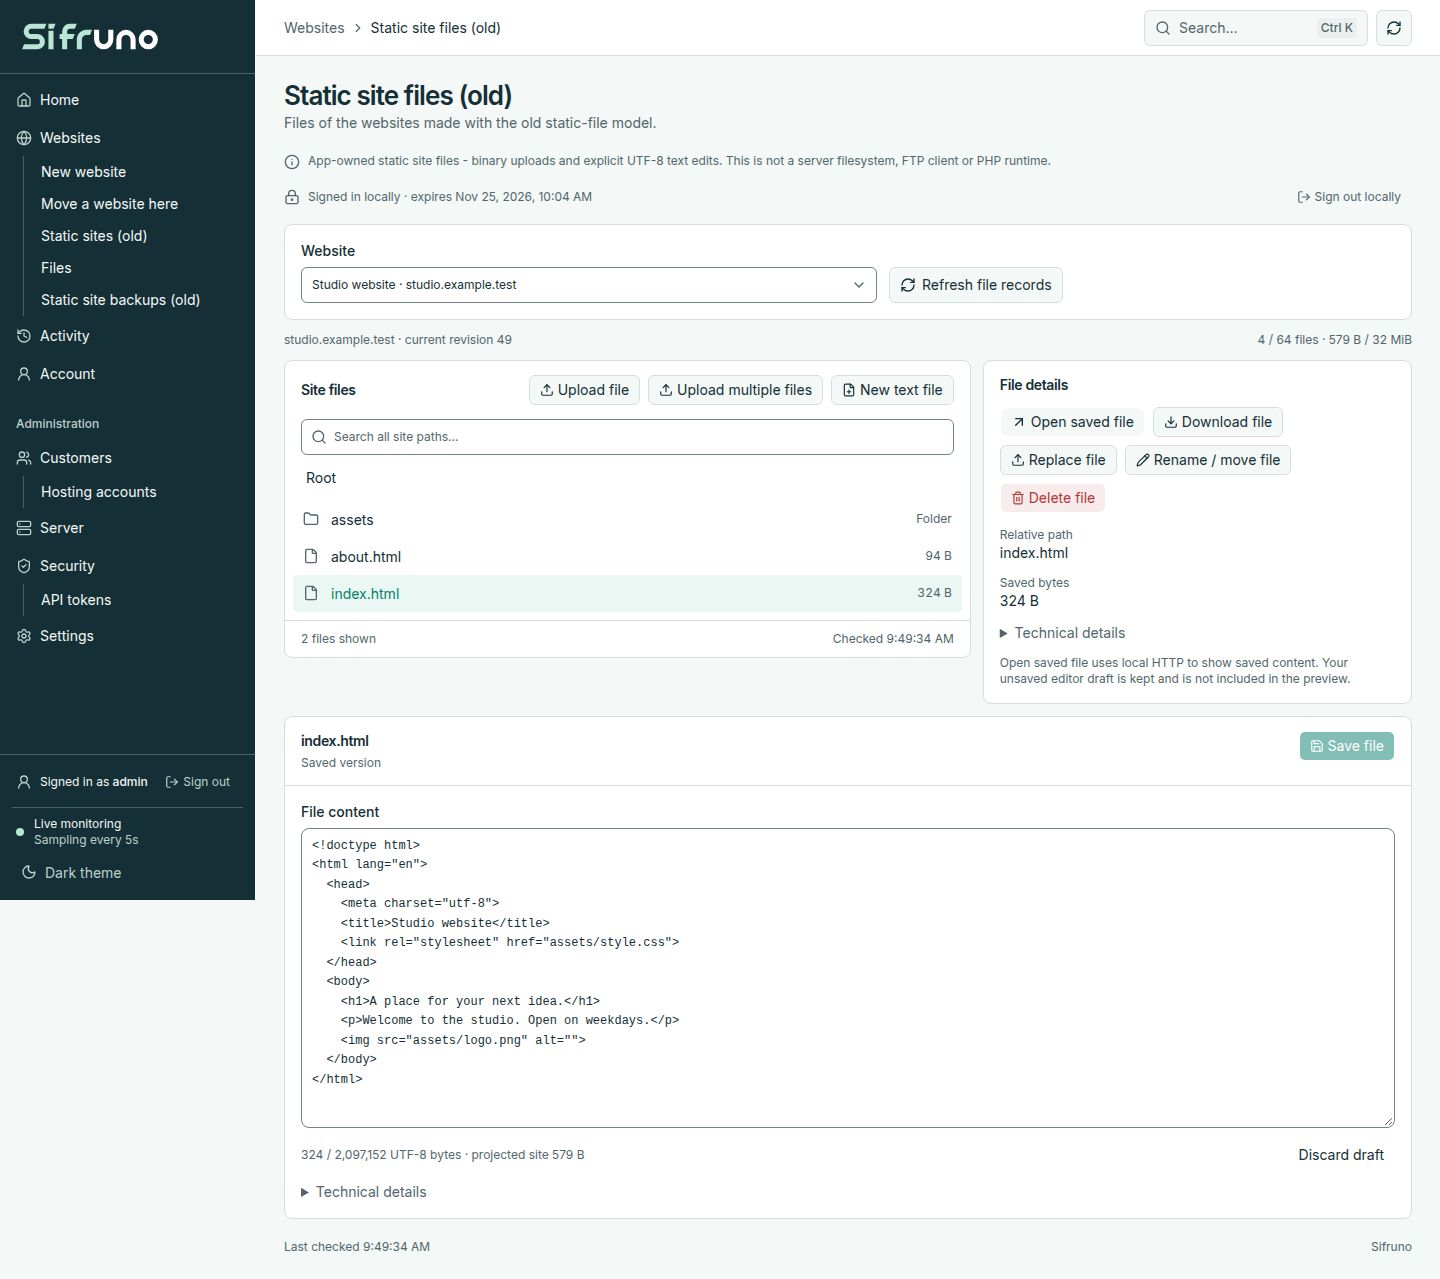 Sifruno
Home
Websites
New website
Move a website here
Static sites (old)
Files
Static site backups (old)
Activity
Account
Administration
Customers
Hosting accounts
Server
Security
API tokens
Settings
Signed in as admin
Sign out
Live monitoring
Sampling every 5s
Dark theme
Websites > Static site files (old)
Search...
Ctrl K
Static site files (old)
Files of the websites made with the old static-file model.
App-owned static site files - binary uploads and explicit UTF-8 text edits. This is not a server filesystem, FTP client or PHP runtime.
Signed in locally · expires Nov 25, 2026, 10:04 AM
Sign out locally
Website
Studio website · studio.example.test
Refresh file records
studio.example.test · current revision 49
4 / 64 files · 579 B / 32 MiB
Site files
Upload file
Upload multiple files
New text file
Search all site paths...
Root
assets
Folder
about.html
94 B
index.html
324 B
2 files shown
Checked 9:49:34 AM
File details
Open saved file
Download file
Replace file
Rename / move file
Delete file
Relative path
index.html
Saved bytes
324 B
Technical details
Open saved file uses local HTTP to show saved content. Your
unsaved editor draft is kept and is not included in the preview.
index.html
Saved version
Save file
File content
<!doctype html>
<html lang="en">
  <head>
    <meta charset="utf-8">
    <title>Studio website</title>
    <link rel="stylesheet" href="assets/style.css">
  </head>
  <body>
    <h1>A place for your next idea.</h1>
    <p>Welcome to the studio. Open on weekdays.</p>
    <img src="assets/logo.png" alt="">
  </body>
</html>
324 / 2,097,152 UTF-8 bytes · projected site 579 B
Discard draft
Technical details
Last checked 9:49:34 AM
Sifruno